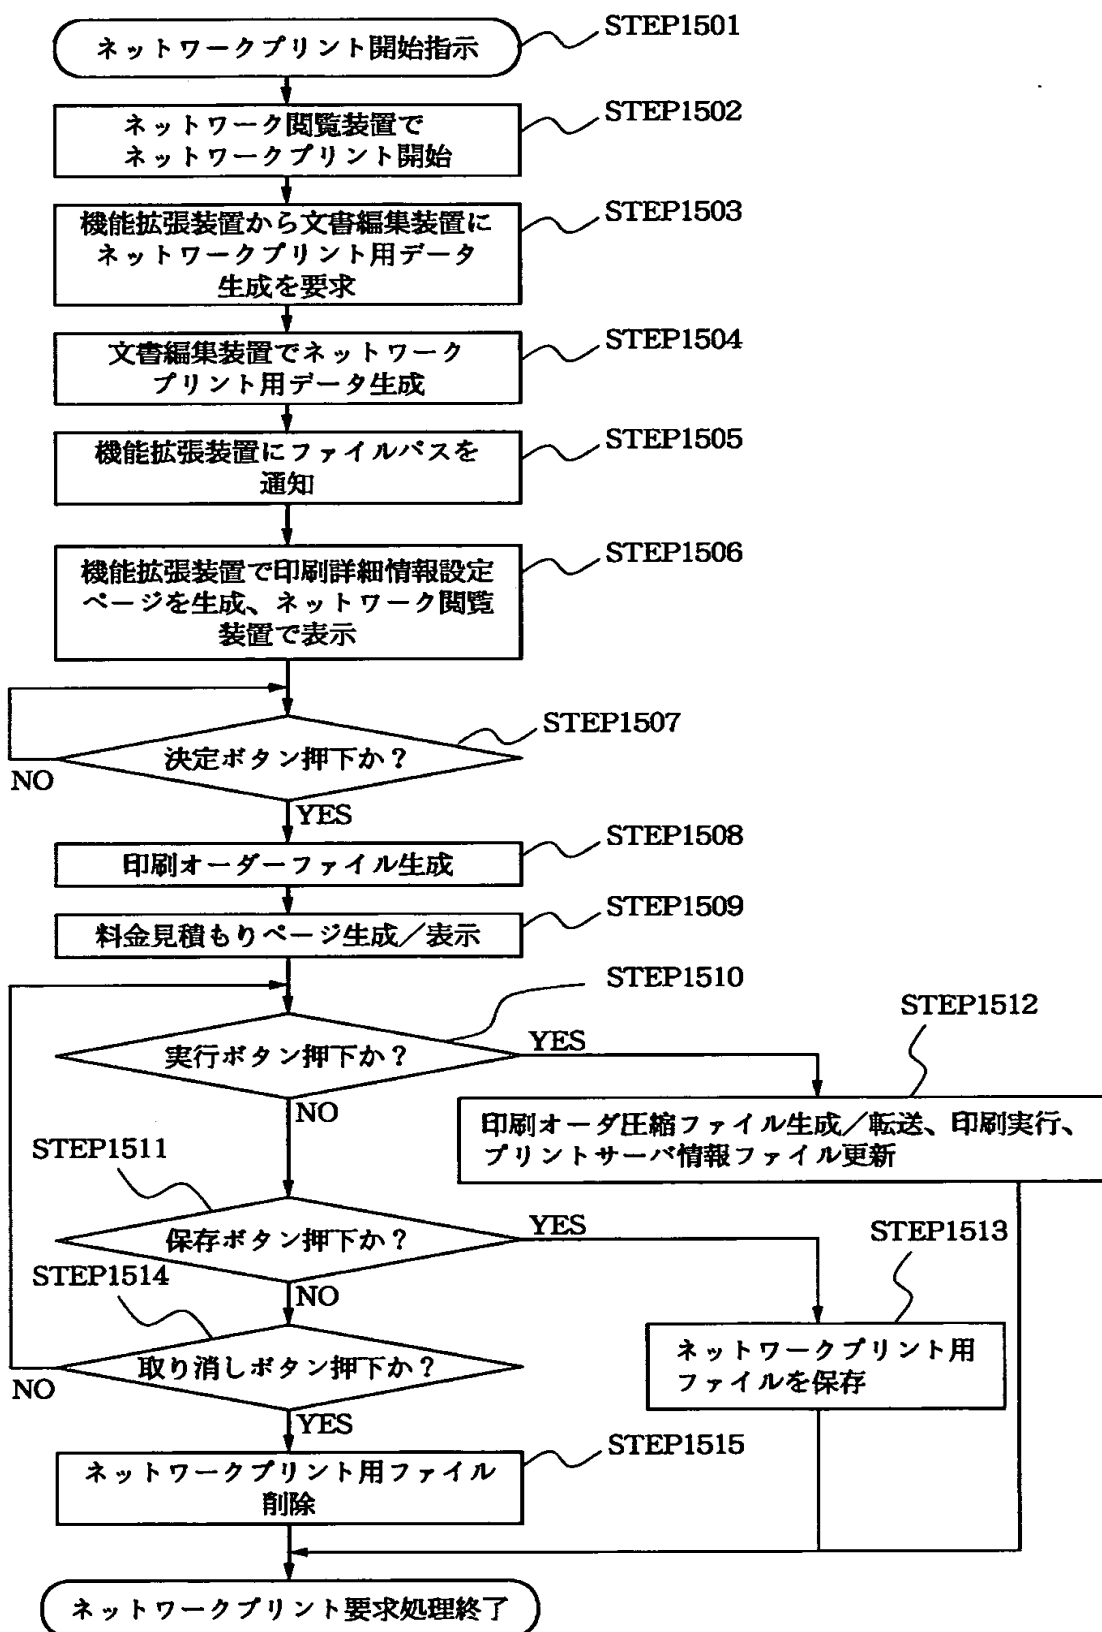 ネットワークプリント開始指示
STEP1501
ネットワーク閲覧装置で
ネットワークプリント開始
STEP1502
機能拡張装置から文書編集装置に
ネットワークプリント用データ
生成を要求
STEP1503
文書編集装置でネットワーク
プリント用データ生成
STEP1504
機能拡張装置にファイルパスを
通知
STEP1505
機能拡張装置で印刷詳細情報設定
ページを生成、ネットワーク閲覧
装置で表示
STEP1506
決定ボタン押下か？
STEP1507
NO
YES
印刷オーダーファイル生成
STEP1508
料金見積もりページ生成／表示
STEP1509
実行ボタン押下か？
STEP1510
YES
NO
STEP1512
印刷オーダ圧縮ファイル生成／転送、印刷実行、
プリントサーバ情報ファイル更新
STEP1511
保存ボタン押下か？
YES
NO
STEP1513
ネットワークプリント用
ファイルを保存
STEP1514
取り消しボタン押下か？
NO
YES
ネットワークプリント用ファイル
削除
STEP1515
ネットワークプリント要求処理終了